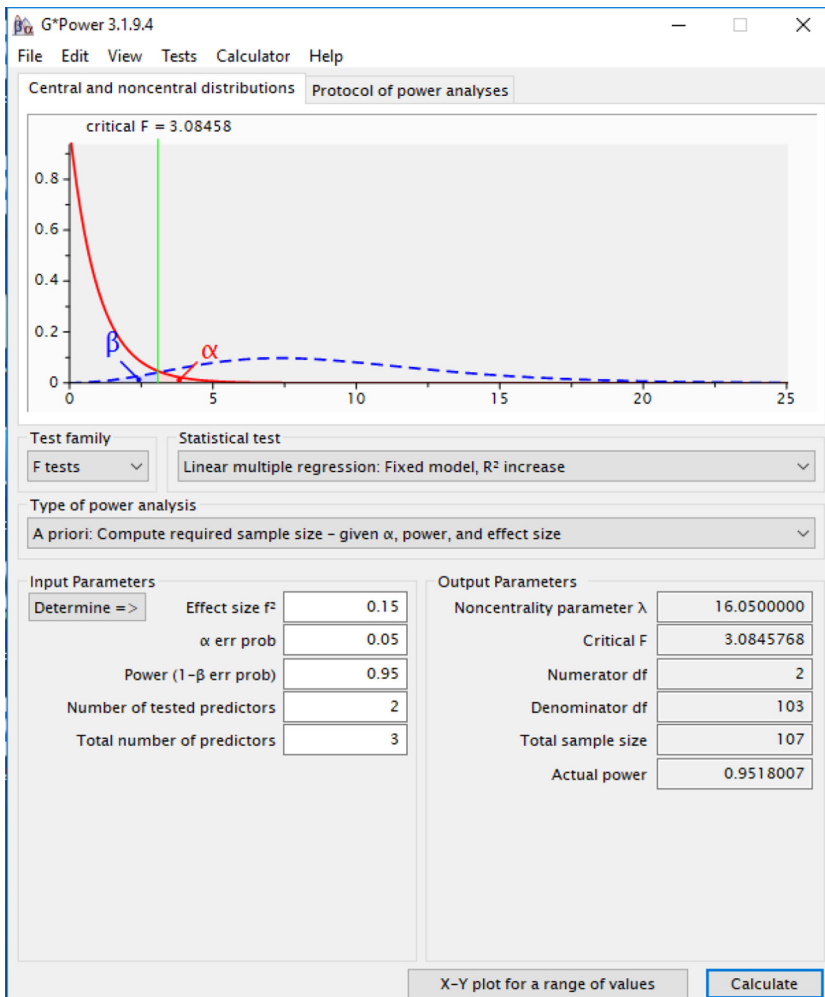 G*Power 3.1.9.4
File Edit View Tests Calculator Help
Central and noncentral distributions Protocol of power analyses
critical F = 3.08458
0.8
0.6
0.4
0.2
0
β α
0 5 10 15 20 25
Test family Statistical test
F tests Linear multiple regression: Fixed model, R² increase
Type of power analysis
A priori: Compute required sample size – given α, power, and effect size
Input Parameters Output Parameters
Determine => Effect size f² 0.15 Noncentrality parameter λ 16.0500000
α err prob 0.05 Critical F 3.0845768
Power (1-β err prob) 0.95 Numerator df 2
Number of tested predictors 2 Denominator df 103
Total number of predictors 3 Total sample size 107
Actual power 0.9518007
X-Y plot for a range of values Calculate